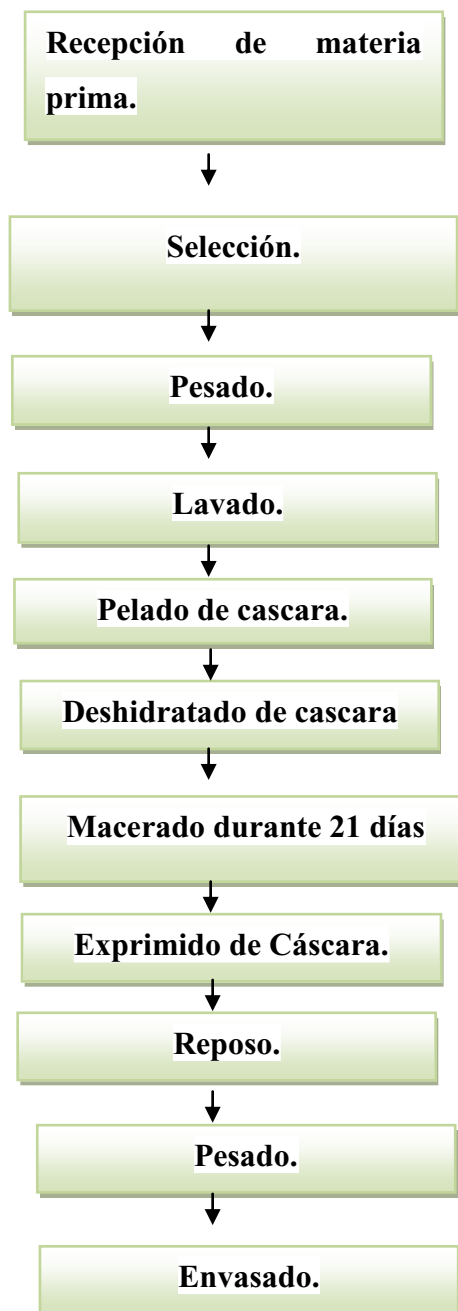 Recepción de materia
prima.
Selección.
Pesado.
Lavado.
Pelado de cascara.
Deshidratado de cascara
Macerado durante 21 días
Exprimido de Cáscara.
Reposo.
Pesado.
Envasado.